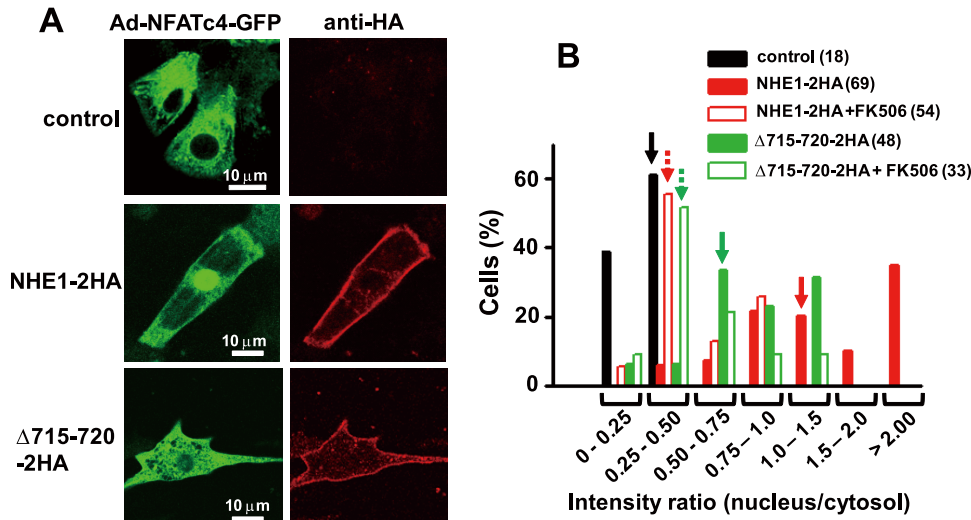 A
Ad-NFATc4-GFP anti-HA
control
10 μm
NHE1-2HA
10 μm
Δ715-720
-2HA
10 μm
B
control (18)
NHE1-2HA (69)
NHE1-2HA +FK506 (54)
Δ715-720-2HA (48)
Δ715-720-2HA + FK506 (33)
Cells (%)
60
40
20
0
0 - 0.25
0.25 - 0.50
0.50 - 0.75
0.75 – 1.0
1.0 – 1.5
1.5 – 2.0
> 2.00
Intensity ratio (nucleus/cytosol)